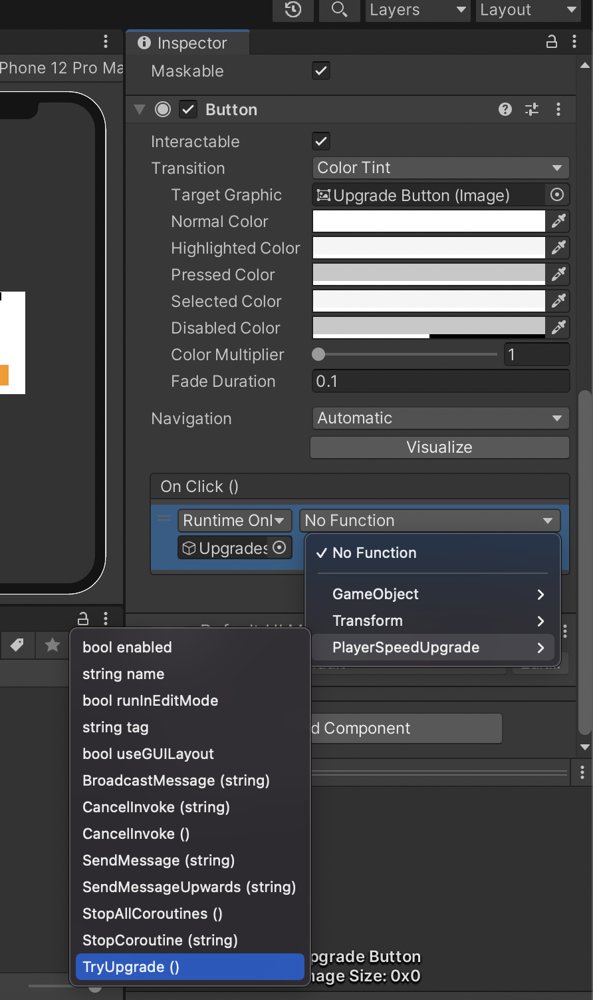 Layers
Layout
Inspector
Phone 12 Pro Ma
Maskable
Button
Interactable
Transition
Color Tint
Target Graphic
Upgrade Button (Image)
Normal Color
Highlighted Color
Pressed Color
Selected Color
Disabled Color
Color Multiplier
1
Fade Duration
0.1
Navigation
Automatic
Visualize
On Click ()
Runtime Onl
No Function
Upgrades
No Function
GameObject
Transform
PlayerSpeedUpgrade
bool enabled
string name
bool runInEditMode
string tag
bool useGUILayout
BroadcastMessage (string)
CancelInvoke (string)
CancelInvoke ()
SendMessage (string)
SendMessageUpwards (string)
StopAllCoroutines ()
StopCoroutine (string)
TryUpgrade ()
d Component
pgrade Button
mage Size: 0x0